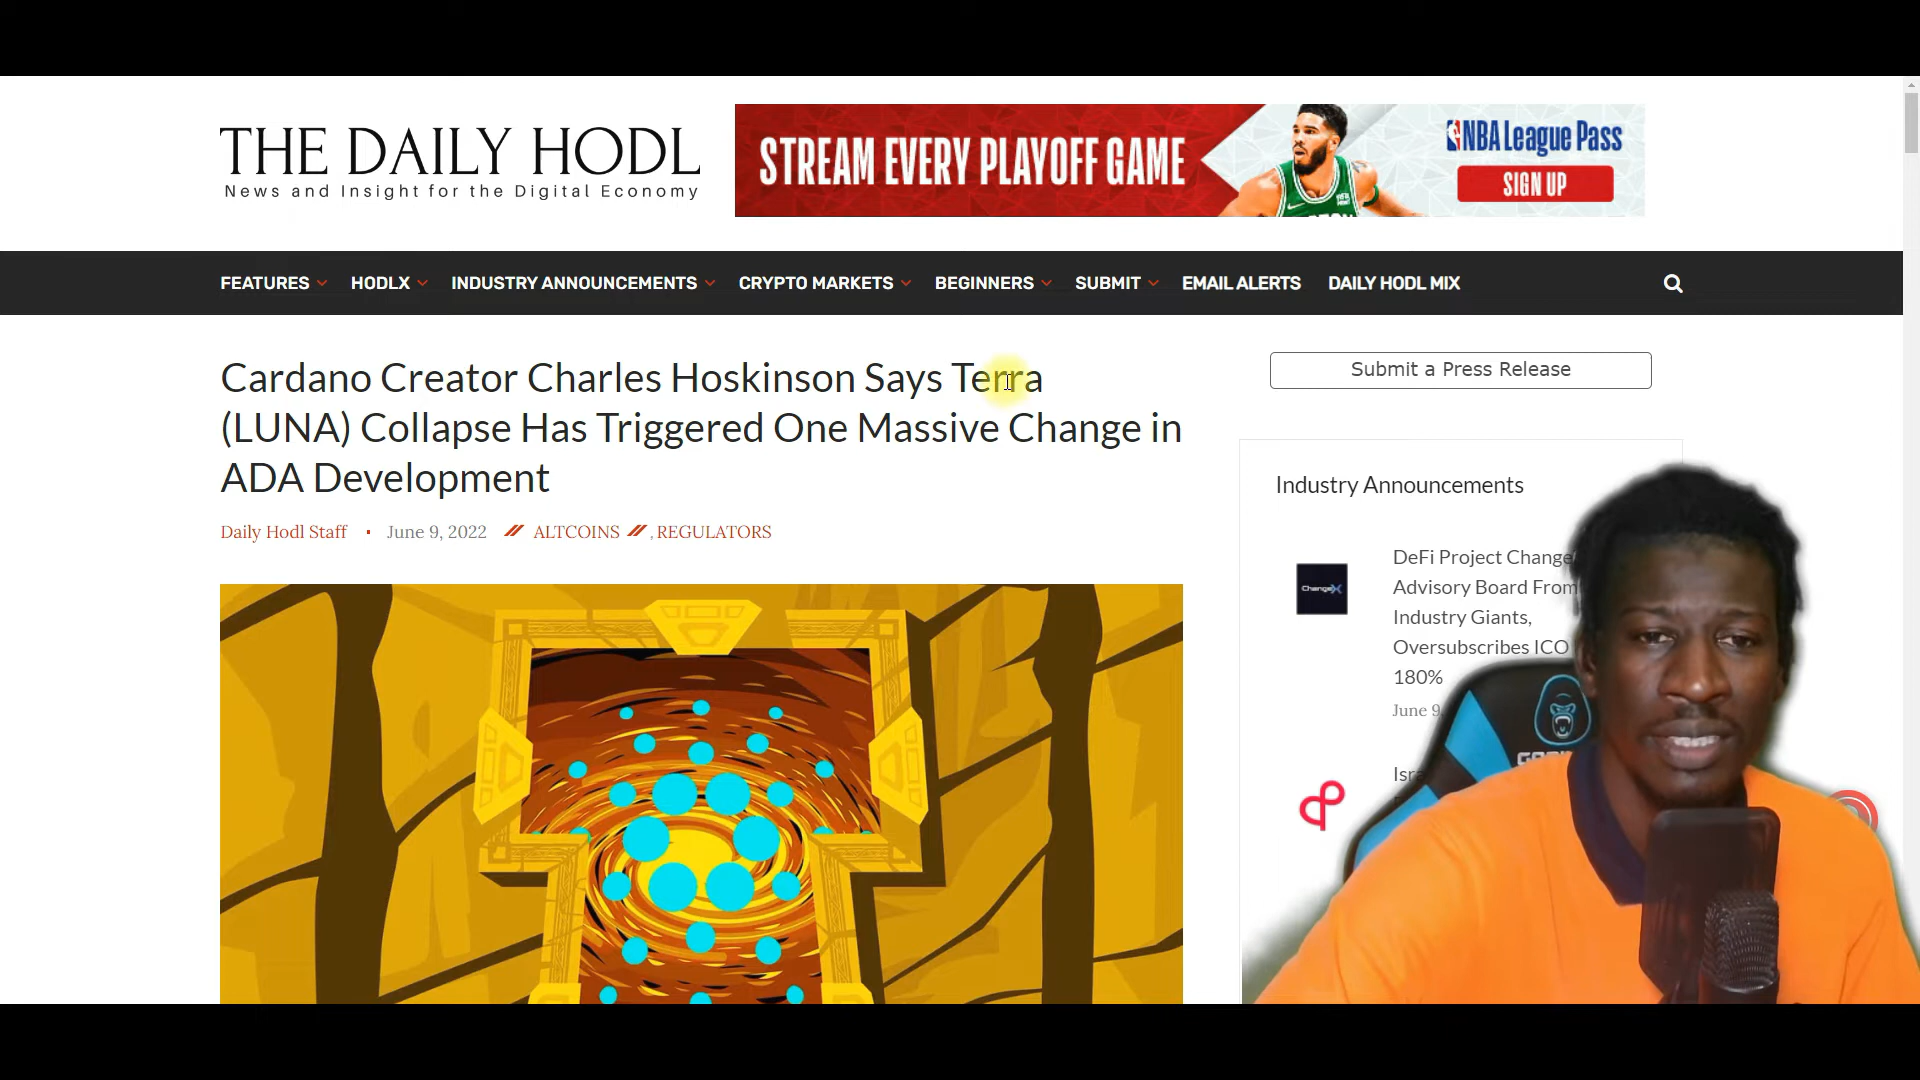 THE DAILY HODL
News and Insight for the Digital Economy
STREAM EVERY PLAYOFF GAME
NBA League Pass
SIGN UP
FEATURES
HODLX
INDUSTRY ANNOUNCEMENTS
CRYPTO MARKETS
BEGINNERS
SUBMIT
EMAIL ALERTS
DAILY HODL MIX
Cardano Creator Charles Hoskinson Says Terra
(LUNA) Collapse Has Triggered One Massive Change in
ADA Development
Daily Hodl Staff · June 9, 2022 // ALTCOINS //, REGULATORS
Submit a Press Release
Industry Announcements
ChangeX
DeFi Project Change
Advisory Board From
Industry Giants,
Oversubscribes ICO
180%
June 9